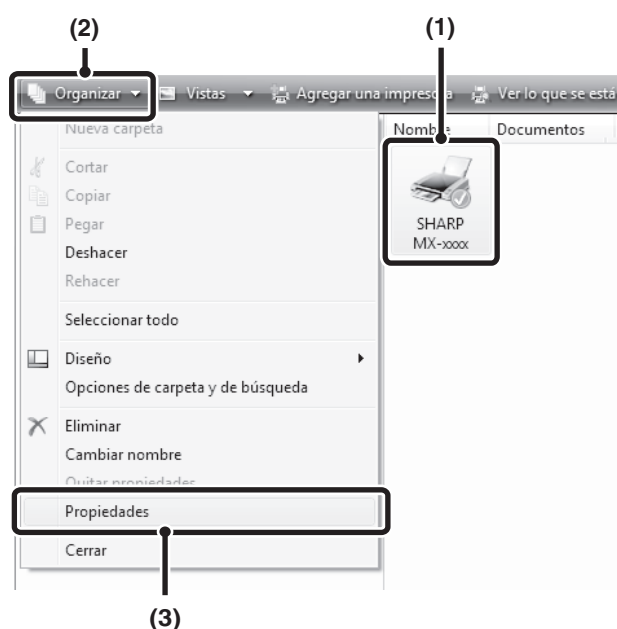 (2)
(1)
Organizar Vistas Agregar una impresora Ver lo que se está
Nueva carpeta
Nombre Documentos
Cortar
Copiar
Pegar
SHARP
MX-xxxx
Deshacer
Rehacer
Seleccionar todo
Diseño
Opciones de carpeta y de búsqueda
Eliminar
Cambiar nombre
Quitar propiedades
Propiedades
Cerrar
(3)